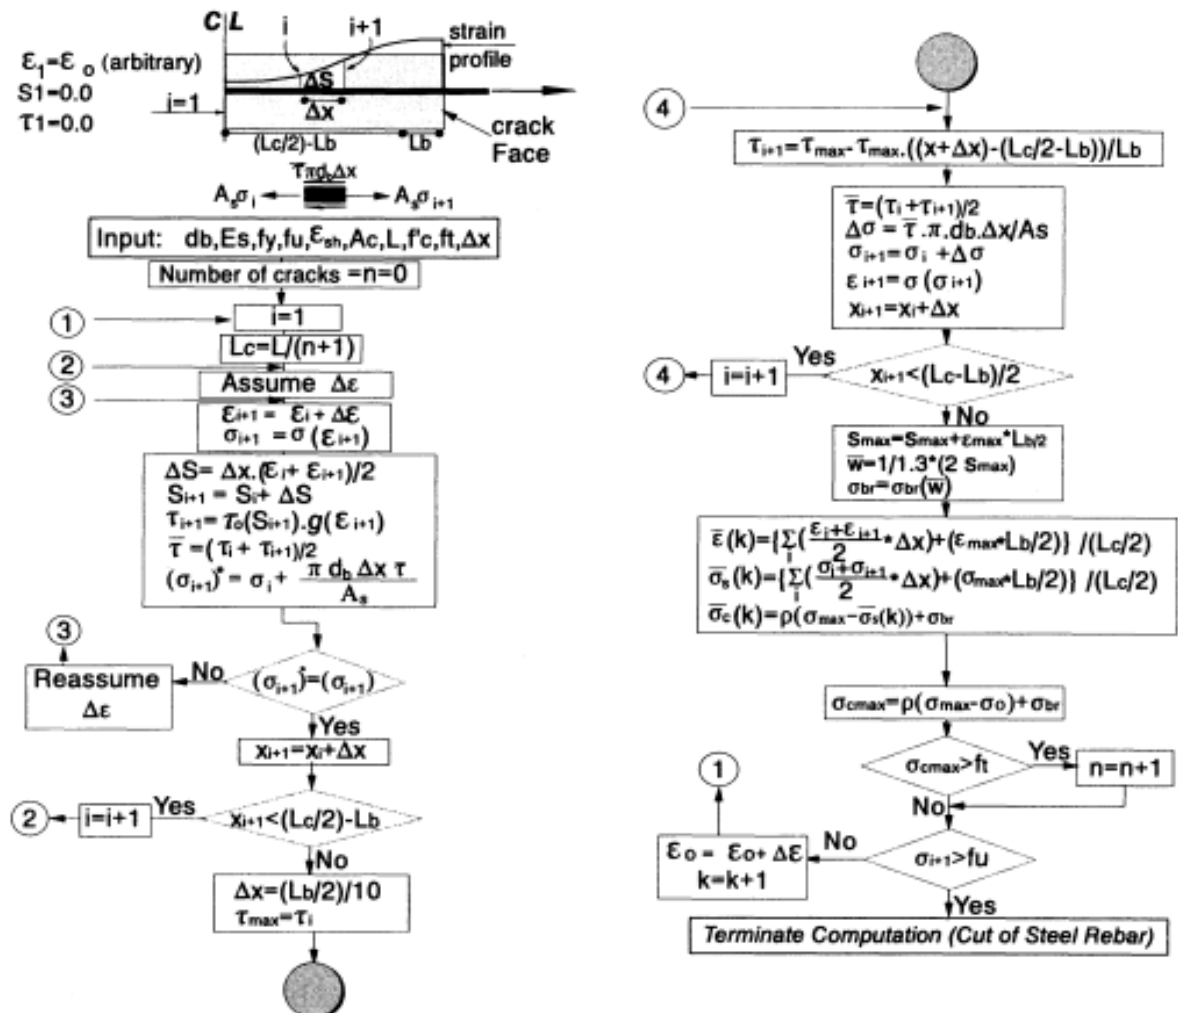 CL
i
i+1
strain
profile
ε1=εo (arbitrary)
S1=0.0
τ1=0.0
i=1
ΔS
Δx
(Lc/2)-Lb
Lb
crack
Face
τπdbΔx
Asσi
Asσi+1
Input: db,Es,fy,fu,εsh,Ac,L,f'c,ft,Δx
Number of cracks =n=0
1
i=1
Lc=L/(n+1)
2
Assume Δε
3
εi+1= εi+ Δε
σi+1 = σ(εi+1)
ΔS= Δx.(εi+ εi+1)/2
Si+1 = Si+ ΔS
τi+1= τo(Si+1).g(εi+1)
τ̅ =(τi+ τi+1)/2
(σi+1)*= σi+ π db Δx τ / As
3
Reassume
Δε
No
(σi+1)*=(σi+1)
Yes
xi+1=xi+Δx
2
i=i+1
Yes
xi+1<(Lc/2)-Lb
No
Δx=(Lb/2)/10
τmax=τi
4
τi+1=τmax-τmax.((x+Δx)-(Lc/2-Lb))/Lb
τ̅=(τi+τi+1)/2
Δσ = τ̅.π.db.Δx/As
σi+1=σi +Δσ
εi+1=σ(σi+1)
xi+1=xi+Δx
4
i=i+1
Yes
xi+1<(Lc-Lb)/2
No
Smax=Smax+εmax*Lb/2
w̅=1/1.3*(2 Smax)
σbr=σbr(w̅)
ε̅(k)={Σi(εi+εi+1/2*Δx)+(εmax*Lb/2)} /(Lc/2)
σ̅s(k)={Σi(σi+σi+1/2*Δx)+(σmax*Lb/2)} /(Lc/2)
σ̅c(k)=ρ(σmax-σ̅s(k))+σbr
σcmax=ρ(σmax-σo)+σbr
1
σcmax>ft
Yes
n=n+1
No
εo = εo+ Δε
k=k+1
No
σi+1>fu
Yes
Terminate Computation (Cut of Steel Rebar)